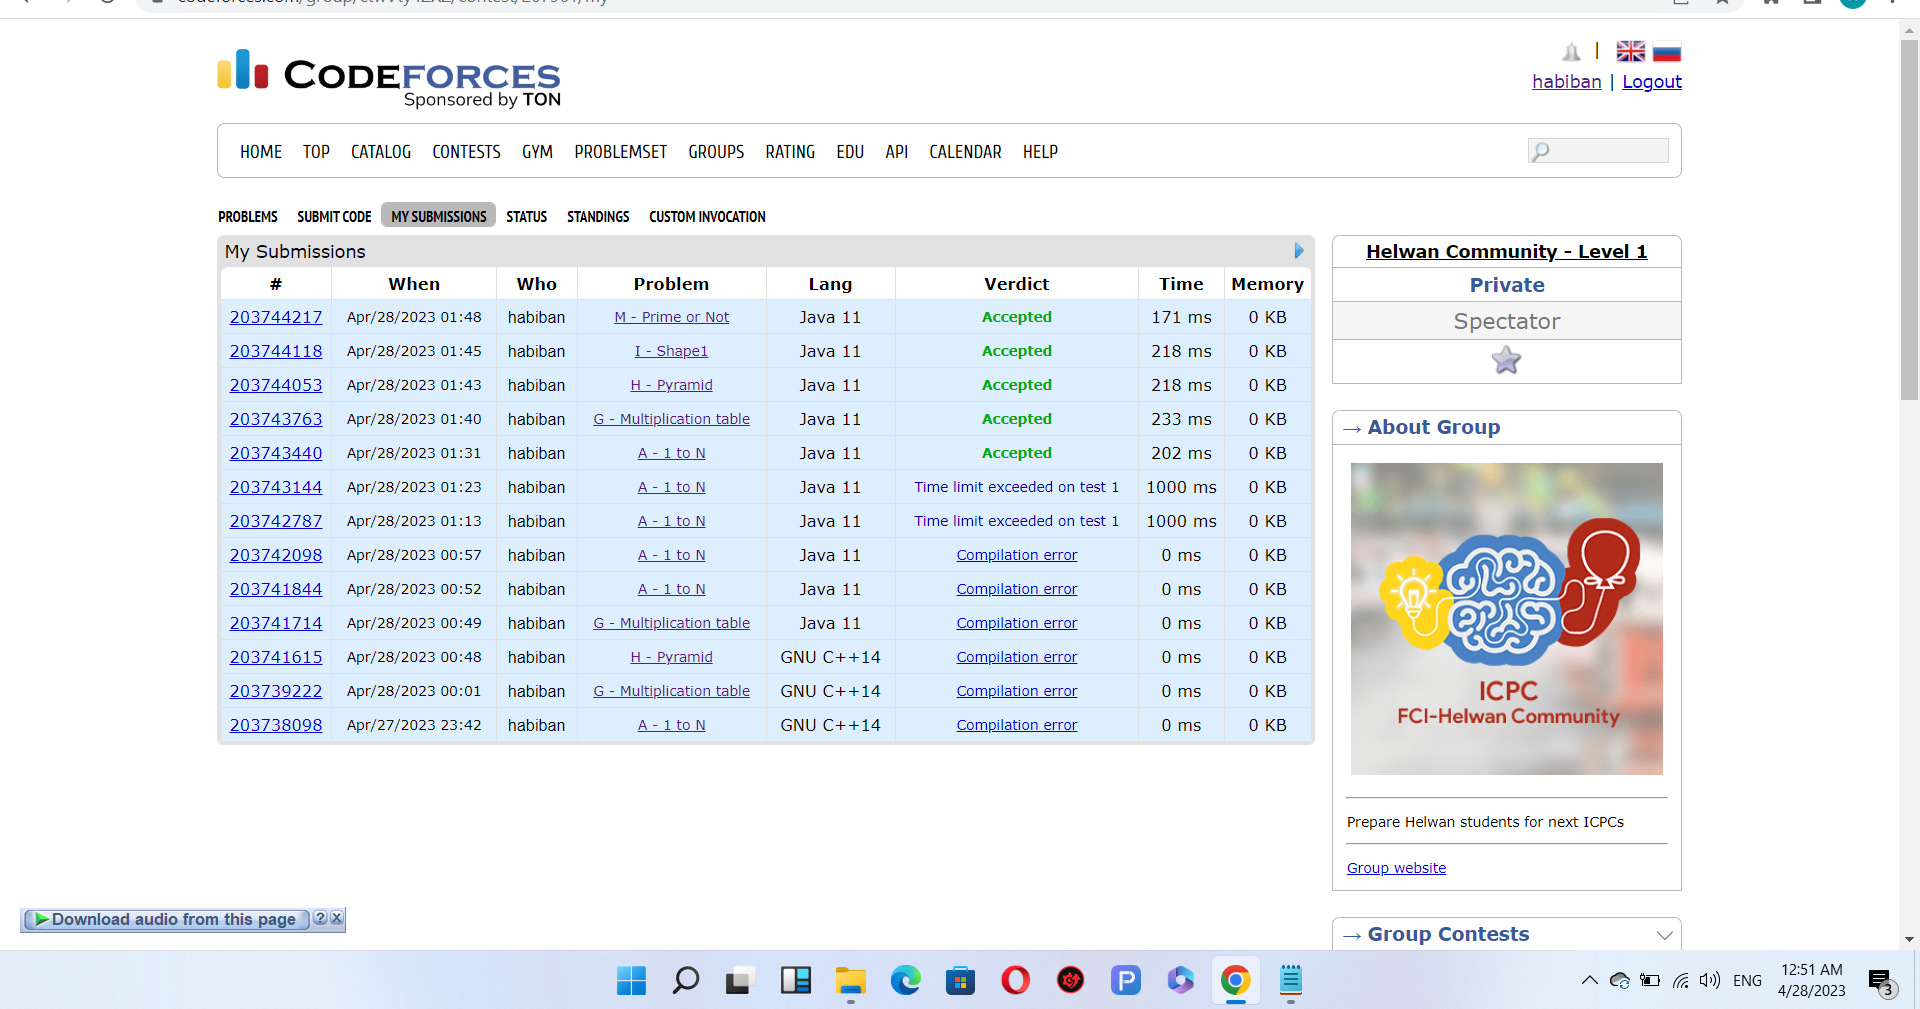 CODEFORCES
Sponsored by TON
habiban | Logout
HOME TOP CATALOG CONTESTS GYM PROBLEMSET GROUPS RATING EDU API CALENDAR HELP
PROBLEMS SUBMIT CODE MY SUBMISSIONS STATUS STANDINGS CUSTOM INVOCATION
My Submissions
# When Who Problem Lang Verdict Time Memory
203744217 Apr/28/2023 01:48 habiban M - Prime or Not Java 11 Accepted 171 ms 0 KB
203744118 Apr/28/2023 01:45 habiban I - Shape1 Java 11 Accepted 218 ms 0 KB
203744053 Apr/28/2023 01:43 habiban H - Pyramid Java 11 Accepted 218 ms 0 KB
203743763 Apr/28/2023 01:40 habiban G - Multiplication table Java 11 Accepted 233 ms 0 KB
203743440 Apr/28/2023 01:31 habiban A - 1 to N Java 11 Accepted 202 ms 0 KB
203743144 Apr/28/2023 01:23 habiban A - 1 to N Java 11 Time limit exceeded on test 1 1000 ms 0 KB
203742787 Apr/28/2023 01:13 habiban A - 1 to N Java 11 Time limit exceeded on test 1 1000 ms 0 KB
203742098 Apr/28/2023 00:57 habiban A - 1 to N Java 11 Compilation error 0 ms 0 KB
203741844 Apr/28/2023 00:52 habiban A - 1 to N Java 11 Compilation error 0 ms 0 KB
203741714 Apr/28/2023 00:49 habiban G - Multiplication table Java 11 Compilation error 0 ms 0 KB
203741615 Apr/28/2023 00:48 habiban H - Pyramid GNU C++14 Compilation error 0 ms 0 KB
203739222 Apr/28/2023 00:01 habiban G - Multiplication table GNU C++14 Compilation error 0 ms 0 KB
203738098 Apr/27/2023 23:42 habiban A - 1 to N GNU C++14 Compilation error 0 ms 0 KB
Helwan Community - Level 1
Private
Spectator
→ About Group
ICPC
FCI-Helwan Community
Prepare Helwan students for next ICPCs
Group website
→ Group Contests
Download audio from this page ? x
ENG
12:51 AM
4/28/2023
3